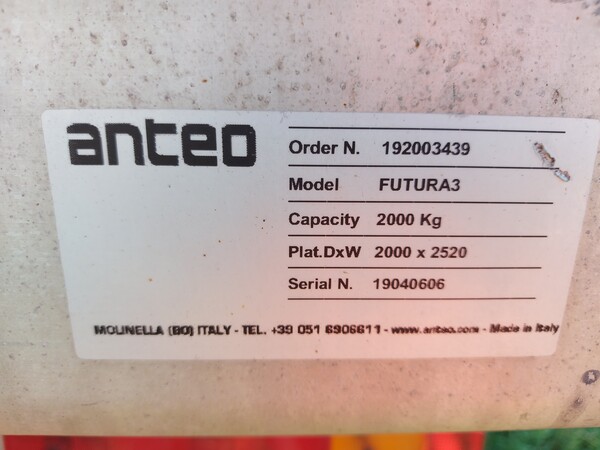 anteo
Order N. 192003439
Model FUTURA3
Capacity 2000 Kg
Plat.DxW 2000 x 2520
Serial N. 19040606
MOLINELLA (BO) ITALY - TEL. +39 051 6906611 - www.anteo.com - Made in Italy